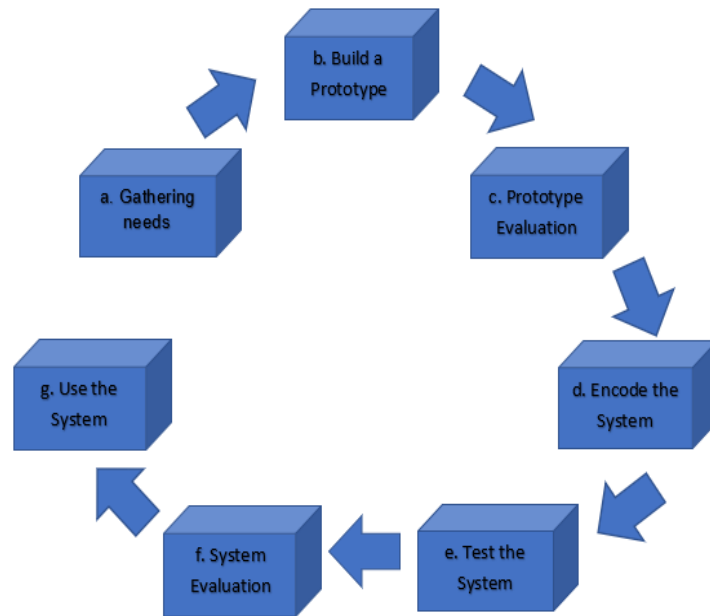 a. Gathering
needs
b. Build a
Prototype
c. Prototype
Evaluation
d. Encode the
System
e. Test the
System
f. System
Evaluation
g. Use the
System